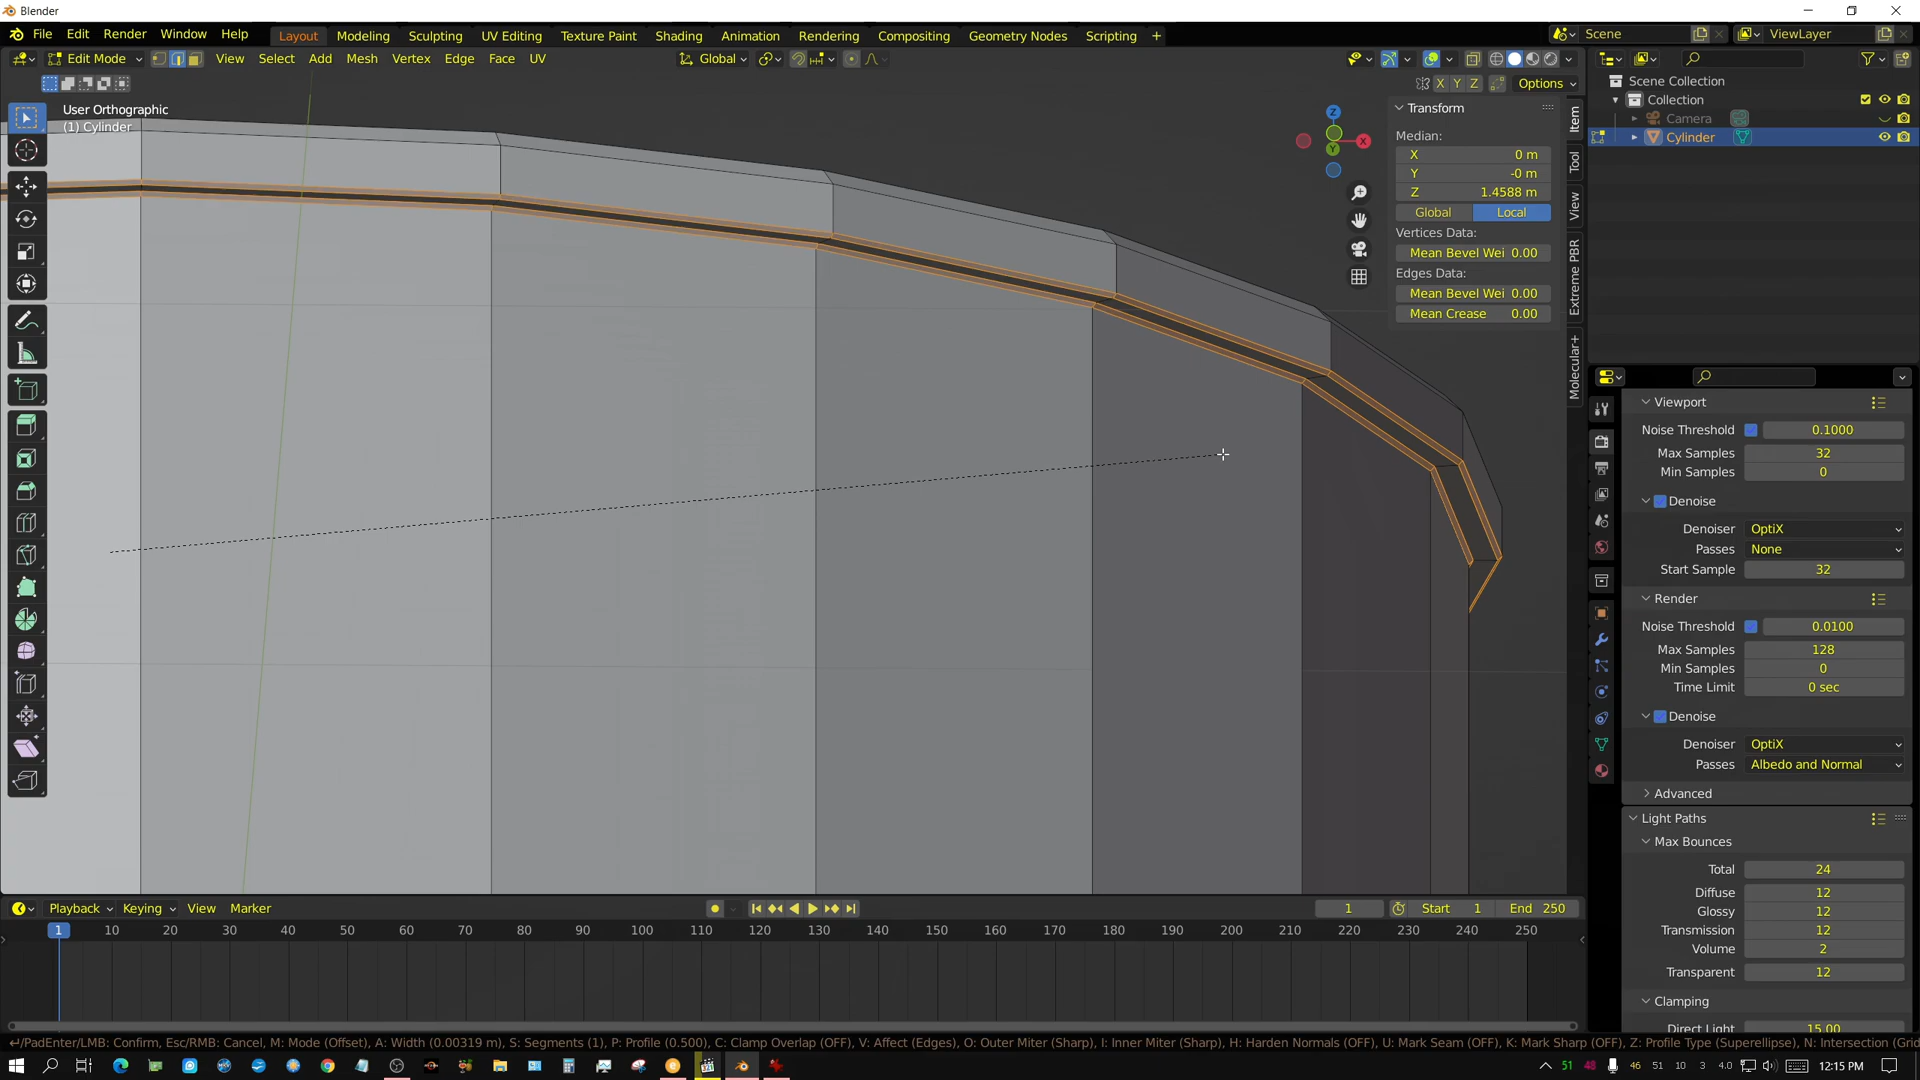 Blender
File Edit Render Window Help Layout Modeling Sculpting UV Editing Texture Paint Shading Animation Rendering Compositing Geometry Nodes Scripting + Scene ViewLayer
Edit Mode View Select Add Mesh Vertex Edge Face UV Global
X Y Z Options
User Orthographic
(1) Cylinder
Z
X
Y
Transform
Median:
X 0 m
Y -0 m
Z 1.4588 m
Global Local
Vertices Data:
Mean Bevel Wei 0.00
Edges Data:
Mean Bevel Wei 0.00
Mean Crease 0.00
Item
Tool
View
Extreme PBR
Molecular+
Scene Collection
Collection
Camera
Cylinder
Viewport
Noise Threshold 0.1000
Max Samples 32
Min Samples 0
Denoise
Denoiser OptiX
Passes None
Start Sample 32
Render
Noise Threshold 0.0100
Max Samples 128
Min Samples 0
Time Limit 0 sec
Denoise
Denoiser OptiX
Passes Albedo and Normal
Advanced
Light Paths
Max Bounces
Total 24
Diffuse 12
Glossy 12
Transmission 12
Volume 2
Transparent 12
Clamping
Direct Light 15.00
Playback Keying View Marker 1 Start 1 End 250
1 10 20 30 40 50 60 70 80 90 100 110 120 130 140 150 160 170 180 190 200 210 220 230 240 250
/PadEnter/LMB: Confirm, Esc/RMB: Cancel, M: Mode (Offset), A: Width (0.00319 m), S: Segments (1), P: Profile (0.500), C: Clamp Overlap (OFF), V: Affect (Edges), O: Outer Miter (Sharp), I: Inner Miter (Sharp), H: Harden Normals (OFF), U: Mark Seam (OFF), K: Mark Sharp (OFF), Z: Profile Type (Superellipse), N: Intersection (Grid
51 48 46 51 10 3 4.0 12:15 PM